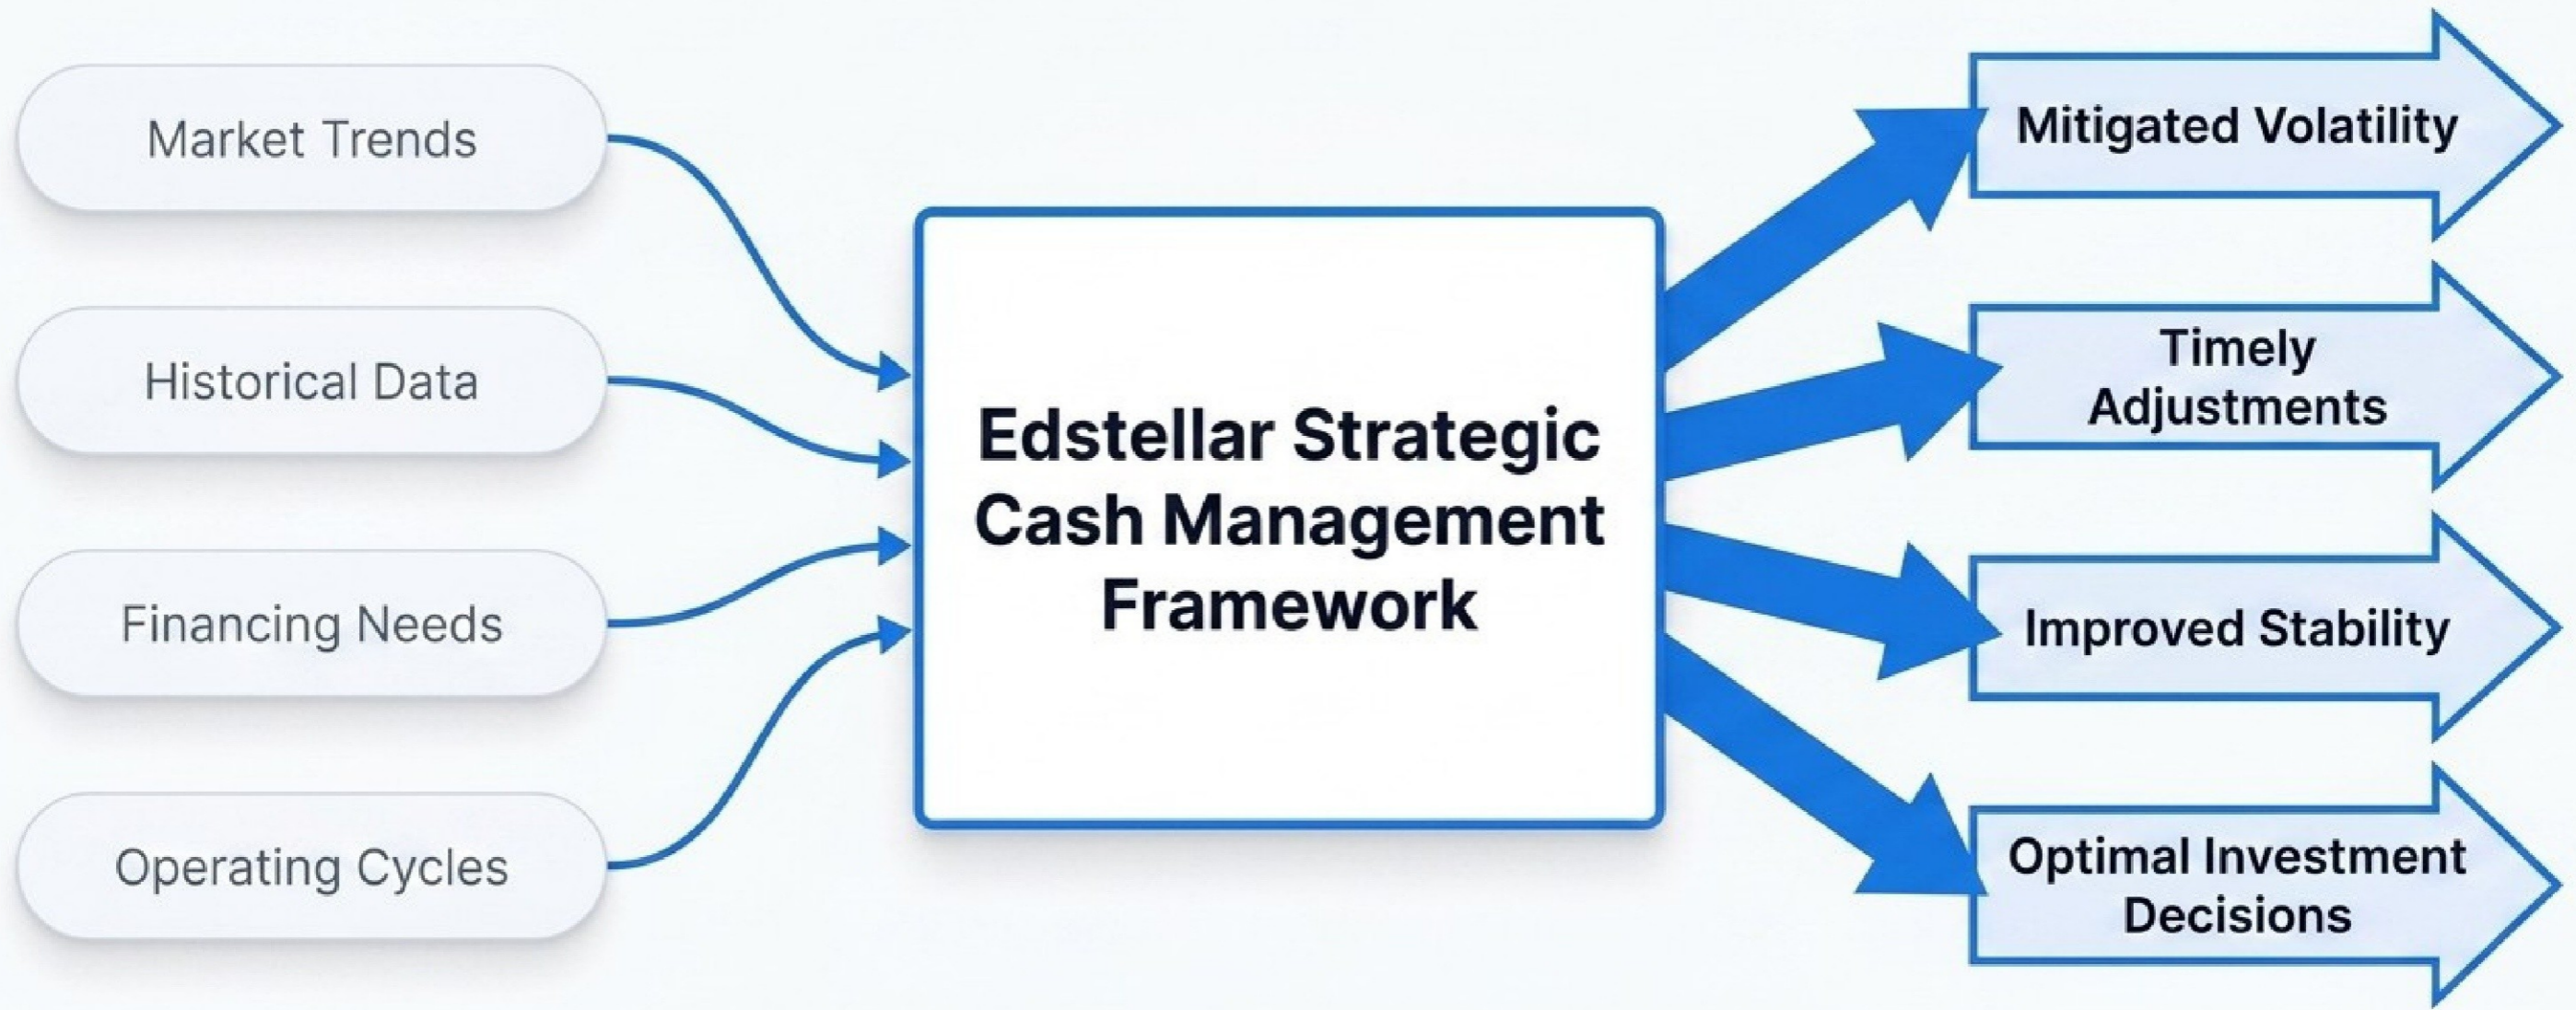 Market Trends
Historical Data
Financing Needs
Operating Cycles
Edstellar Strategic
Cash Management
Framework
Mitigated Volatility
Timely
Adjustments
Improved Stability
Optimal Investment
Decisions